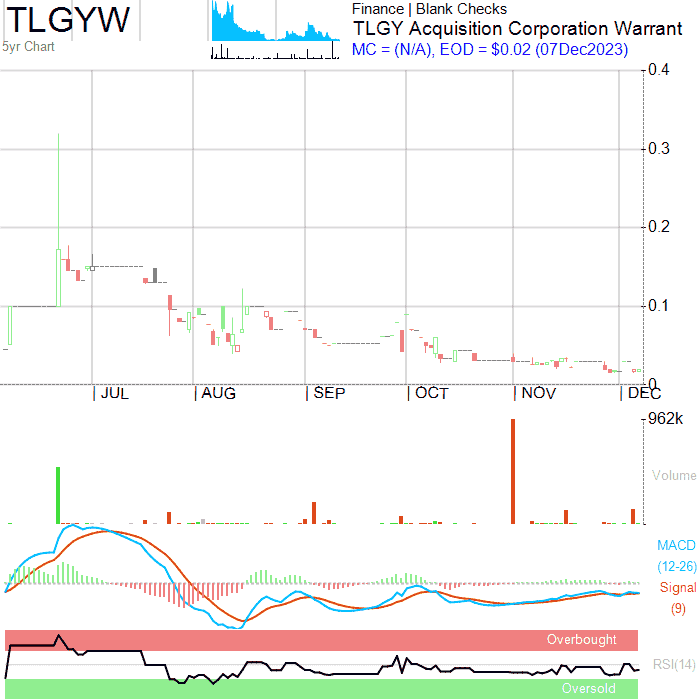 TLGYW
5yr Chart
Finance | Blank Checks
TLGY Acquisition Corporation Warrant
MC = (N/A), EOD = $0.02 (07Dec2023)
0.4
0.3
0.2
0.1
0
JUL AUG SEP OCT NOV DEC
962k
Volume
MACD
(12-26)
Signal
(9)
Overbought
RSI(14)
Oversold